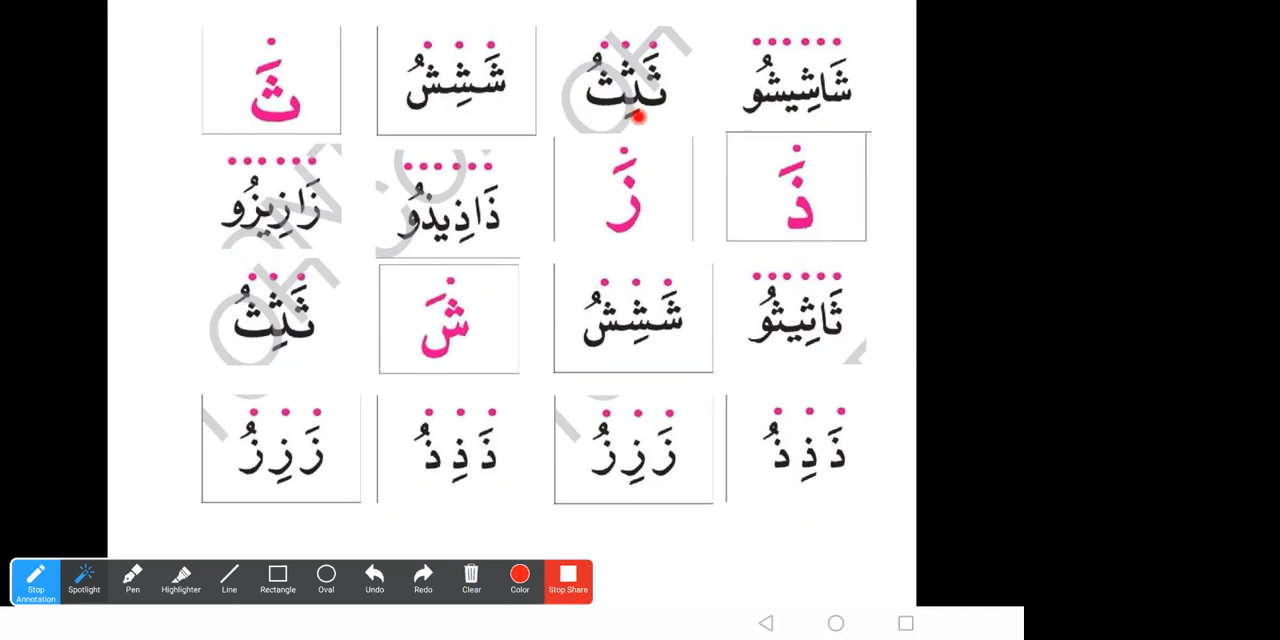 شَاشِيشُو ثَثِثُ شَشِشُ ثَ
ذَ زَ ذَاذِيذُو زَازِيزُو
ثَاثِيثُو شَشِشُ شَ ثَثِثُ
ذَ ذِ ذُ زَ زِ زُ ذَ ذِ ذُ زَ زِ زُ
Stop Annotation Spotlight Pen Highlighter Line Rectangle Oval Undo Redo Clear Color Stop Share